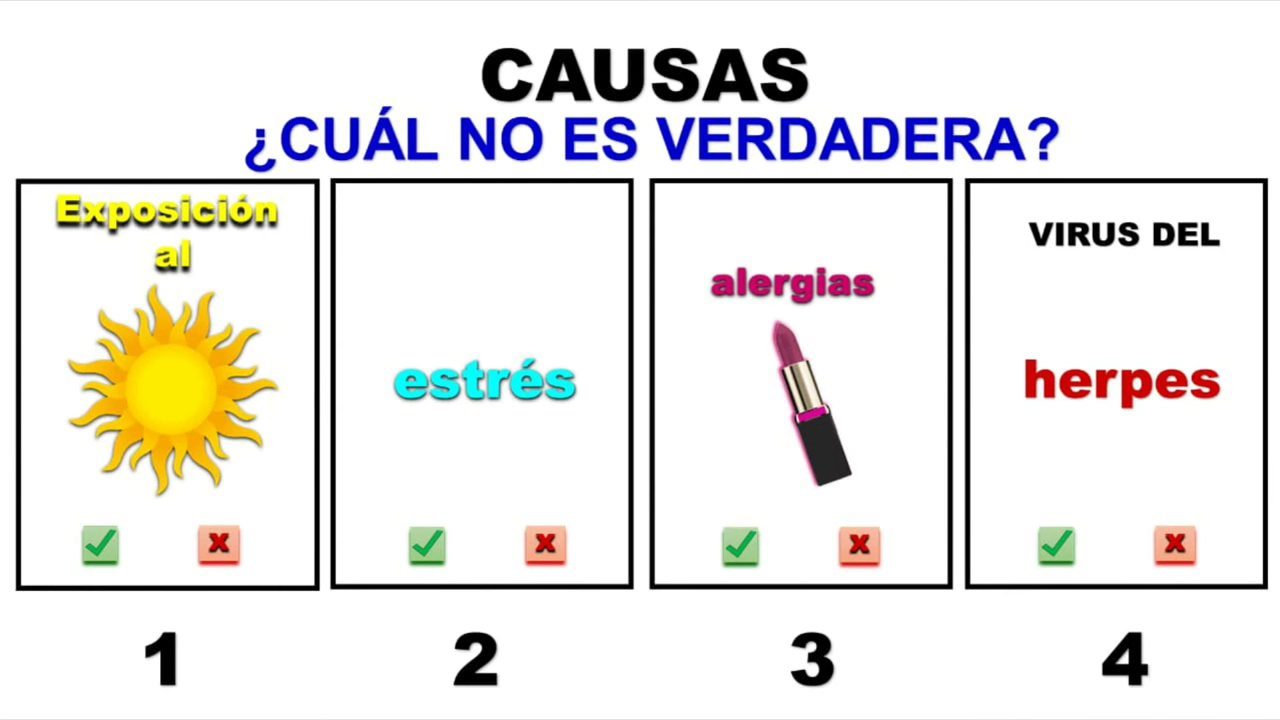 CAUSAS
¿CUÁL NO ES VERDADERA?
Exposición
al
estrés
alergias
VIRUS DEL
herpes
1
2
3
4